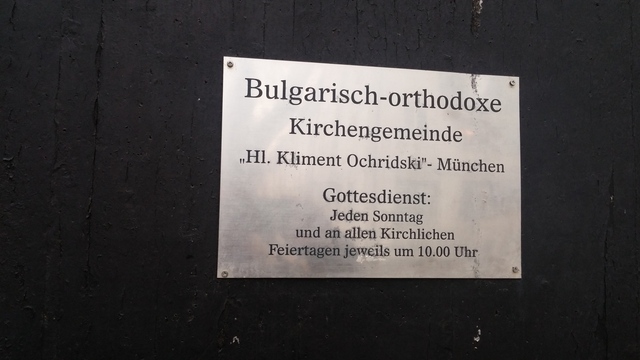 Bulgarisch-orthodoxe
Kirchengemeinde
„Hl. Kliment Ochridski"- München
Gottesdienst:
Jeden Sonntag
und an allen Kirchlichen
Feiertagen jeweils um 10.00 Uhr